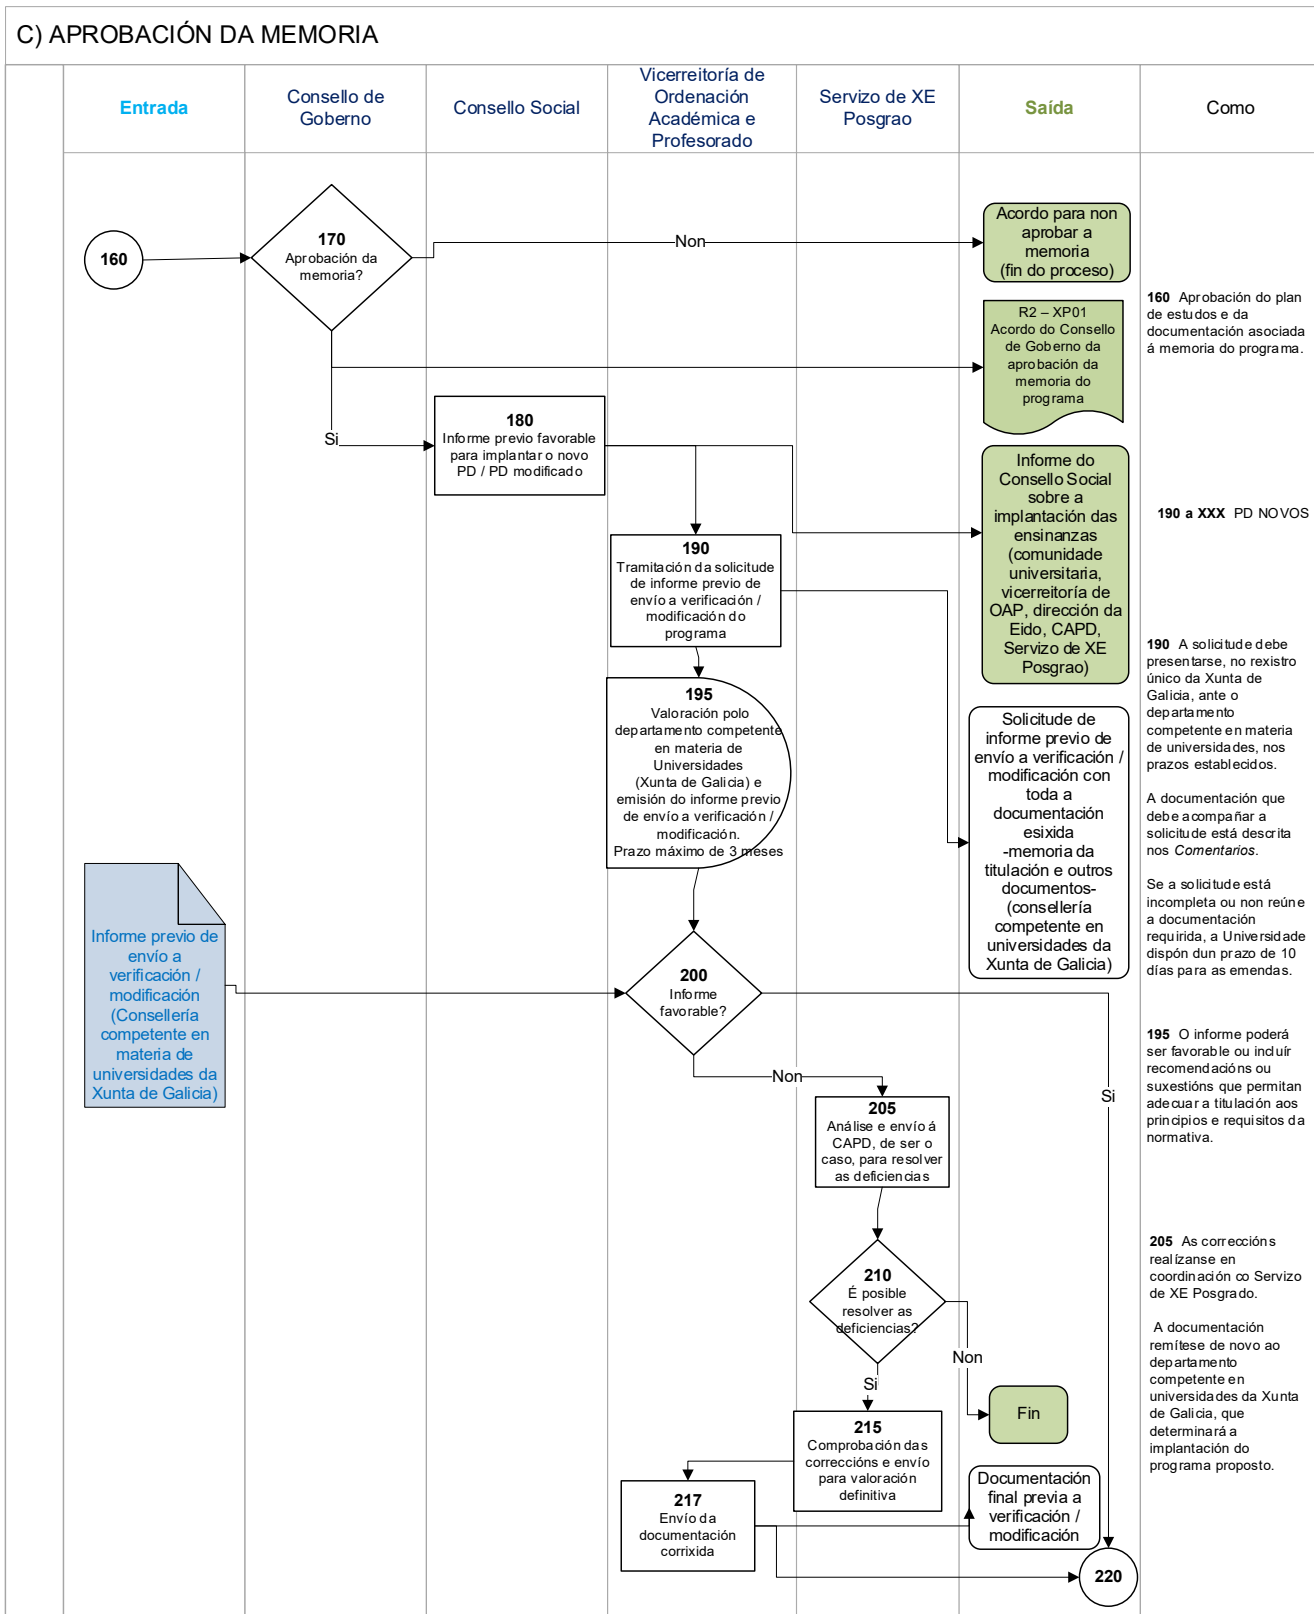 C) APROBACIÓN DA MEMORIA
Entrada
Consello de
Goberno
Consello Social
Vicerreitoría de
Ordenación
Académica e
Profesorado
Servizo de XE
Posgrao
Saída
Como
160
170
Aprobación da
memoria?
Non
Acordo para non
aprobar a
memoria
(fin do proceso)
R2 – XP01
Acordo do Consello
de Goberno da
aprobación da
memoria do
programa
160 Aprobación do plan
de estudos e da
documentación asociada
á memoria do programa.
Si
180
Informe previo favorable
para implantar o novo
PD / PD modificado
Informe do
Consello Social
sobre a
implantación das
ensinanzas
(comunidade
universitaria,
vicerreitoría de
OAP, dirección da
Eido, CAPD,
Servizo de XE
Posgrao)
190 a XXX PD NOVOS
190
Tramitación da solicitude
de informe previo de
envío a verificación /
modificación do
programa
190 A solicitude debe
presentarse, no rexistro
único da Xunta de
Galicia, ante o
departamento
competente en materia
de universidades, nos
prazos establecidos.
A documentación que
debe acompañar a
solicitude está descrita
nos Comentarios.
Se a solicitude está
incompleta ou non reúne
a documentación
requirida, a Universidade
dispón dun prazo de 10
días para as emendas.
195
Valoración polo
departamento competente
en materia de
Universidades
(Xunta de Galicia) e
emisión do informe previo
de envío a verificación /
modificación.
Prazo máximo de 3 meses
Solicitude de
informe previo de
envío a verificación /
modificación con
toda a
documentación
esixida
-memoria da
titulación e outros
documentos-
(consellería
competente en
universidades da
Xunta de Galicia)
Informe previo de
envío a
verificación /
modificación
(Consellería
competente en
materia de
universidades da
Xunta de Galicia)
200
Informe
favorable?
Non
Si
195 O informe poderá
ser favorable ou incluír
recomendacións ou
suxestións que permitan
adecuar a titulación aos
principios e requisitos da
normativa.
205
Análise e envío á
CAPD, de ser o
caso, para resolver
as deficiencias
210
É posible
resolver as
deficiencias?
Non
Si
Fin
205 As correccións
realízanse en
coordinación co Servizo
de XE Posgrado.
A documentación
remítese de novo ao
departamento
competente en
universidades da Xunta
de Galicia, que
determinará a
implantación do
programa proposto.
215
Comprobación das
correccións e envío
para valoración
definitiva
217
Envío da
documentación
corrixida
Documentación
final previa a
verificación /
modificación
220